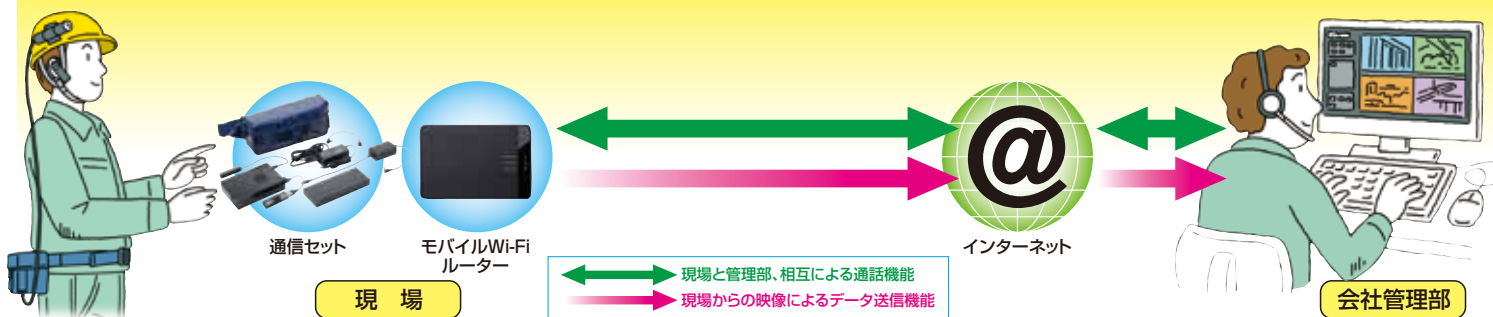 通信セット
モバイルWi-Fi
ルーター
@
インターネット
現場と管理部、相互による通話機能
現場からの映像によるデータ送信機能
現 場
会社管理部